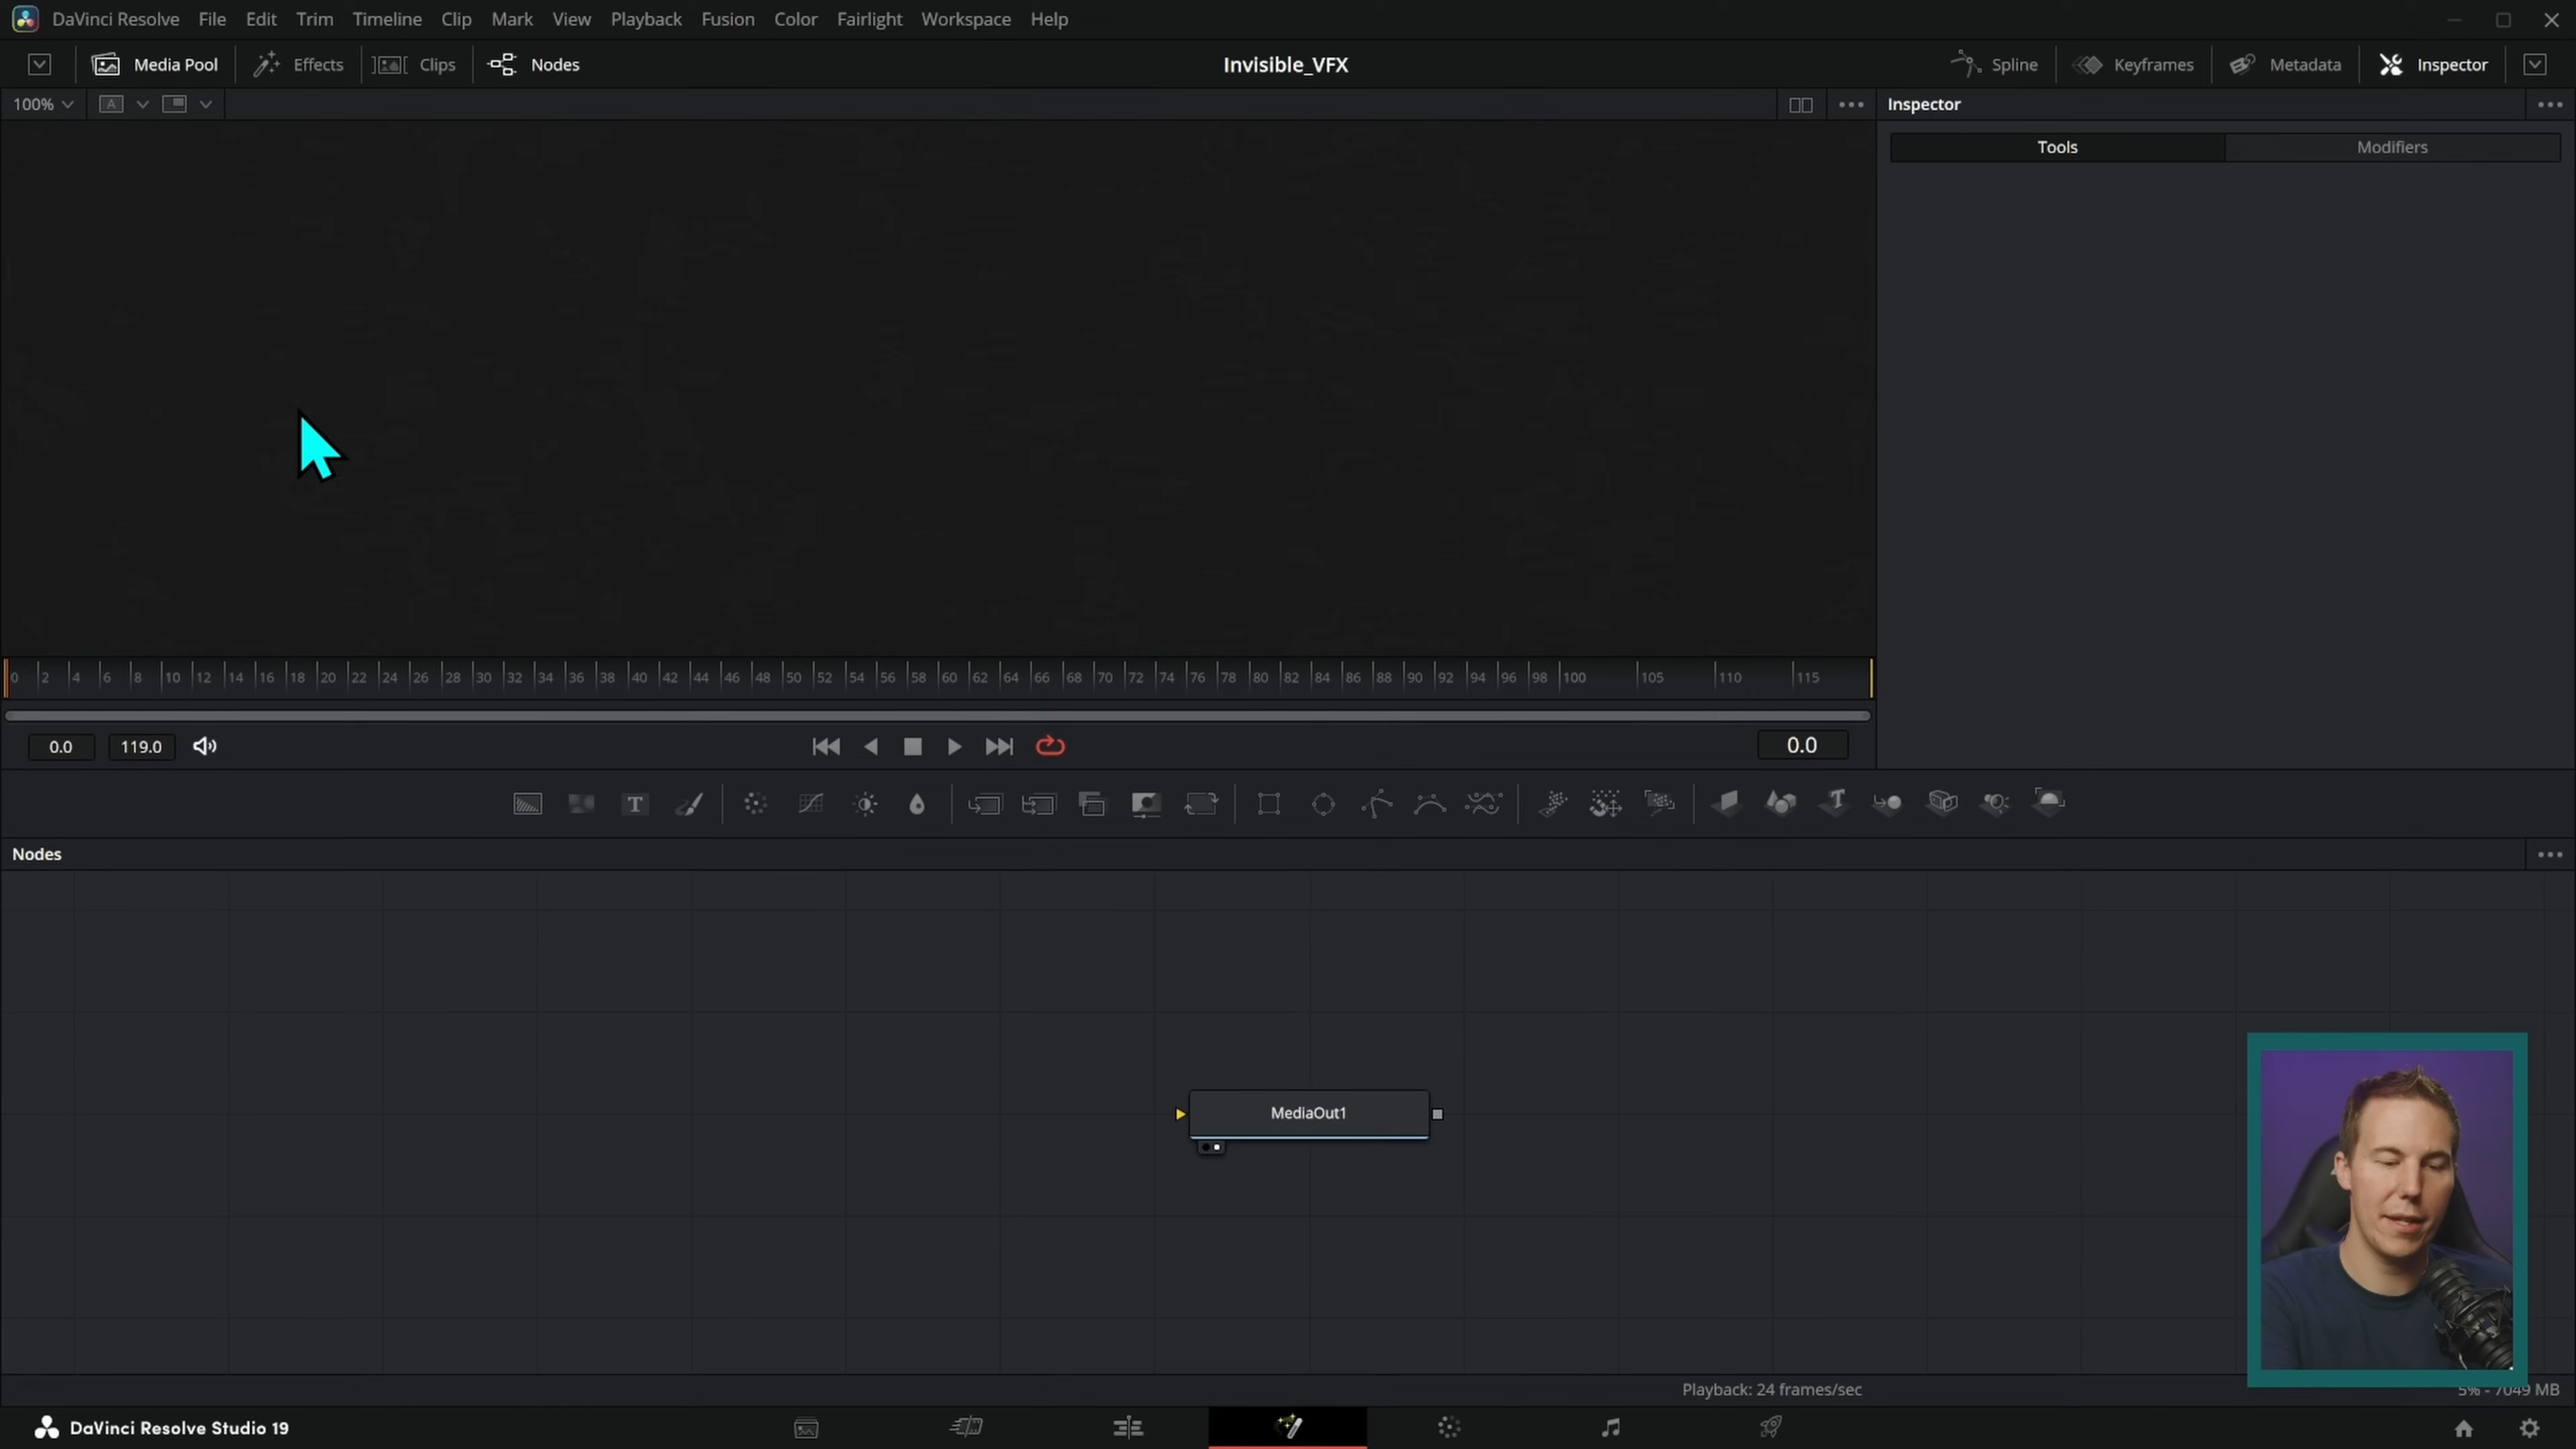 DaVinci Resolve File Edit Trim Timeline Clip Mark View Playback Fusion Color Fairlight Workspace Help
Media Pool Effects Clips Nodes Invisible_VFX Spline Keyframes Metadata Inspector
100% A Inspector
Tools Modifiers
0 2 4 6 8 10 12 14 16 18 20 22 24 26 28 30 32 34 36 38 40 42 44 46 48 50 52 54 56 58 60 62 64 66 68 70 72 74 76 78 80 82 84 86 88 90 92 94 96 98 100 105 110 115
0.0 119.0 0.0
T T
Nodes
MediaOut1
Playback: 24 frames/sec 5% - 7049 MB
DaVinci Resolve Studio 19